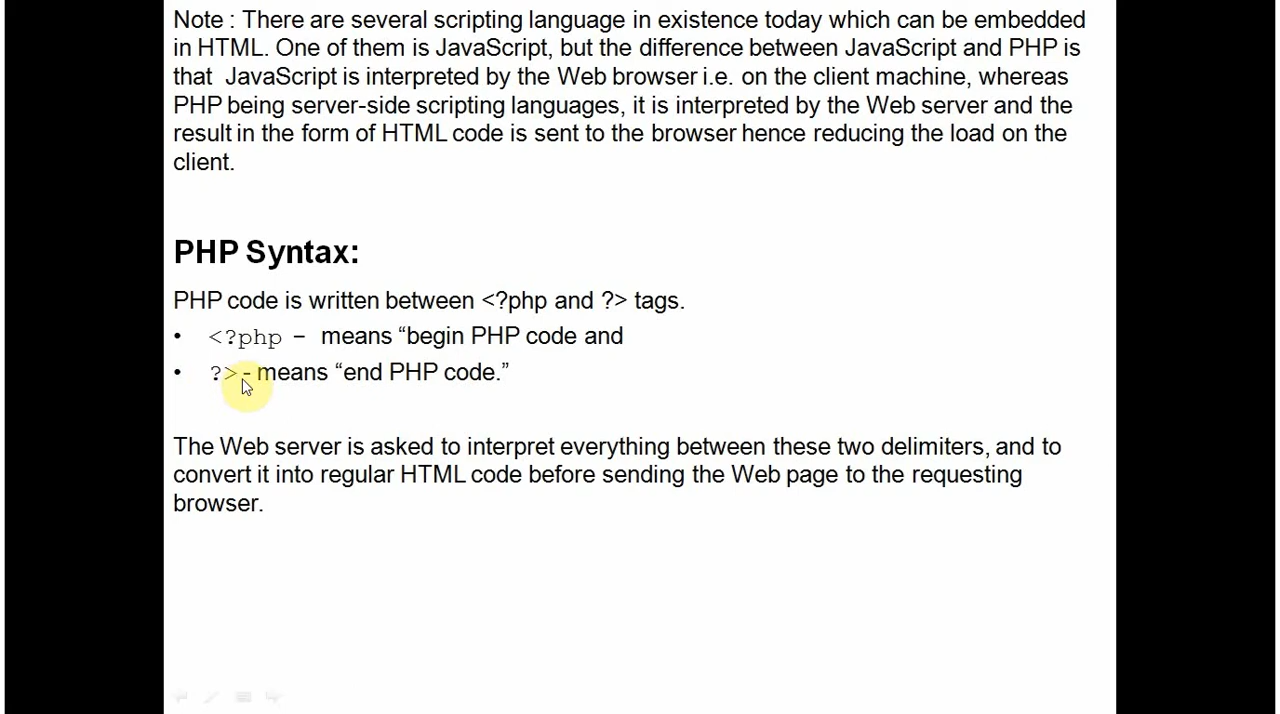 Note : There are several scripting language in existence today which can be embedded
in HTML. One of them is JavaScript, but the difference between JavaScript and PHP is
that JavaScript is interpreted by the Web browser i.e. on the client machine, whereas
PHP being server-side scripting languages, it is interpreted by the Web server and the
result in the form of HTML code is sent to the browser hence reducing the load on the
client.
PHP Syntax:
PHP code is written between <?php and ?> tags.
• <?php – means “begin PHP code and
• ?> - means “end PHP code.”
The Web server is asked to interpret everything between these two delimiters, and to
convert it into regular HTML code before sending the Web page to the requesting
browser.